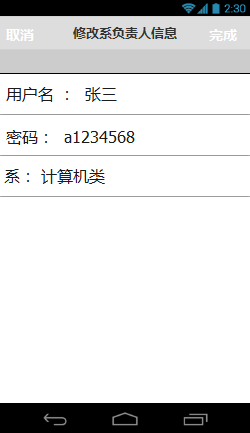 2:30
取消 修改系负责人信息 完成
用户名 ： 张三
密码： a1234568
系： 计算机类